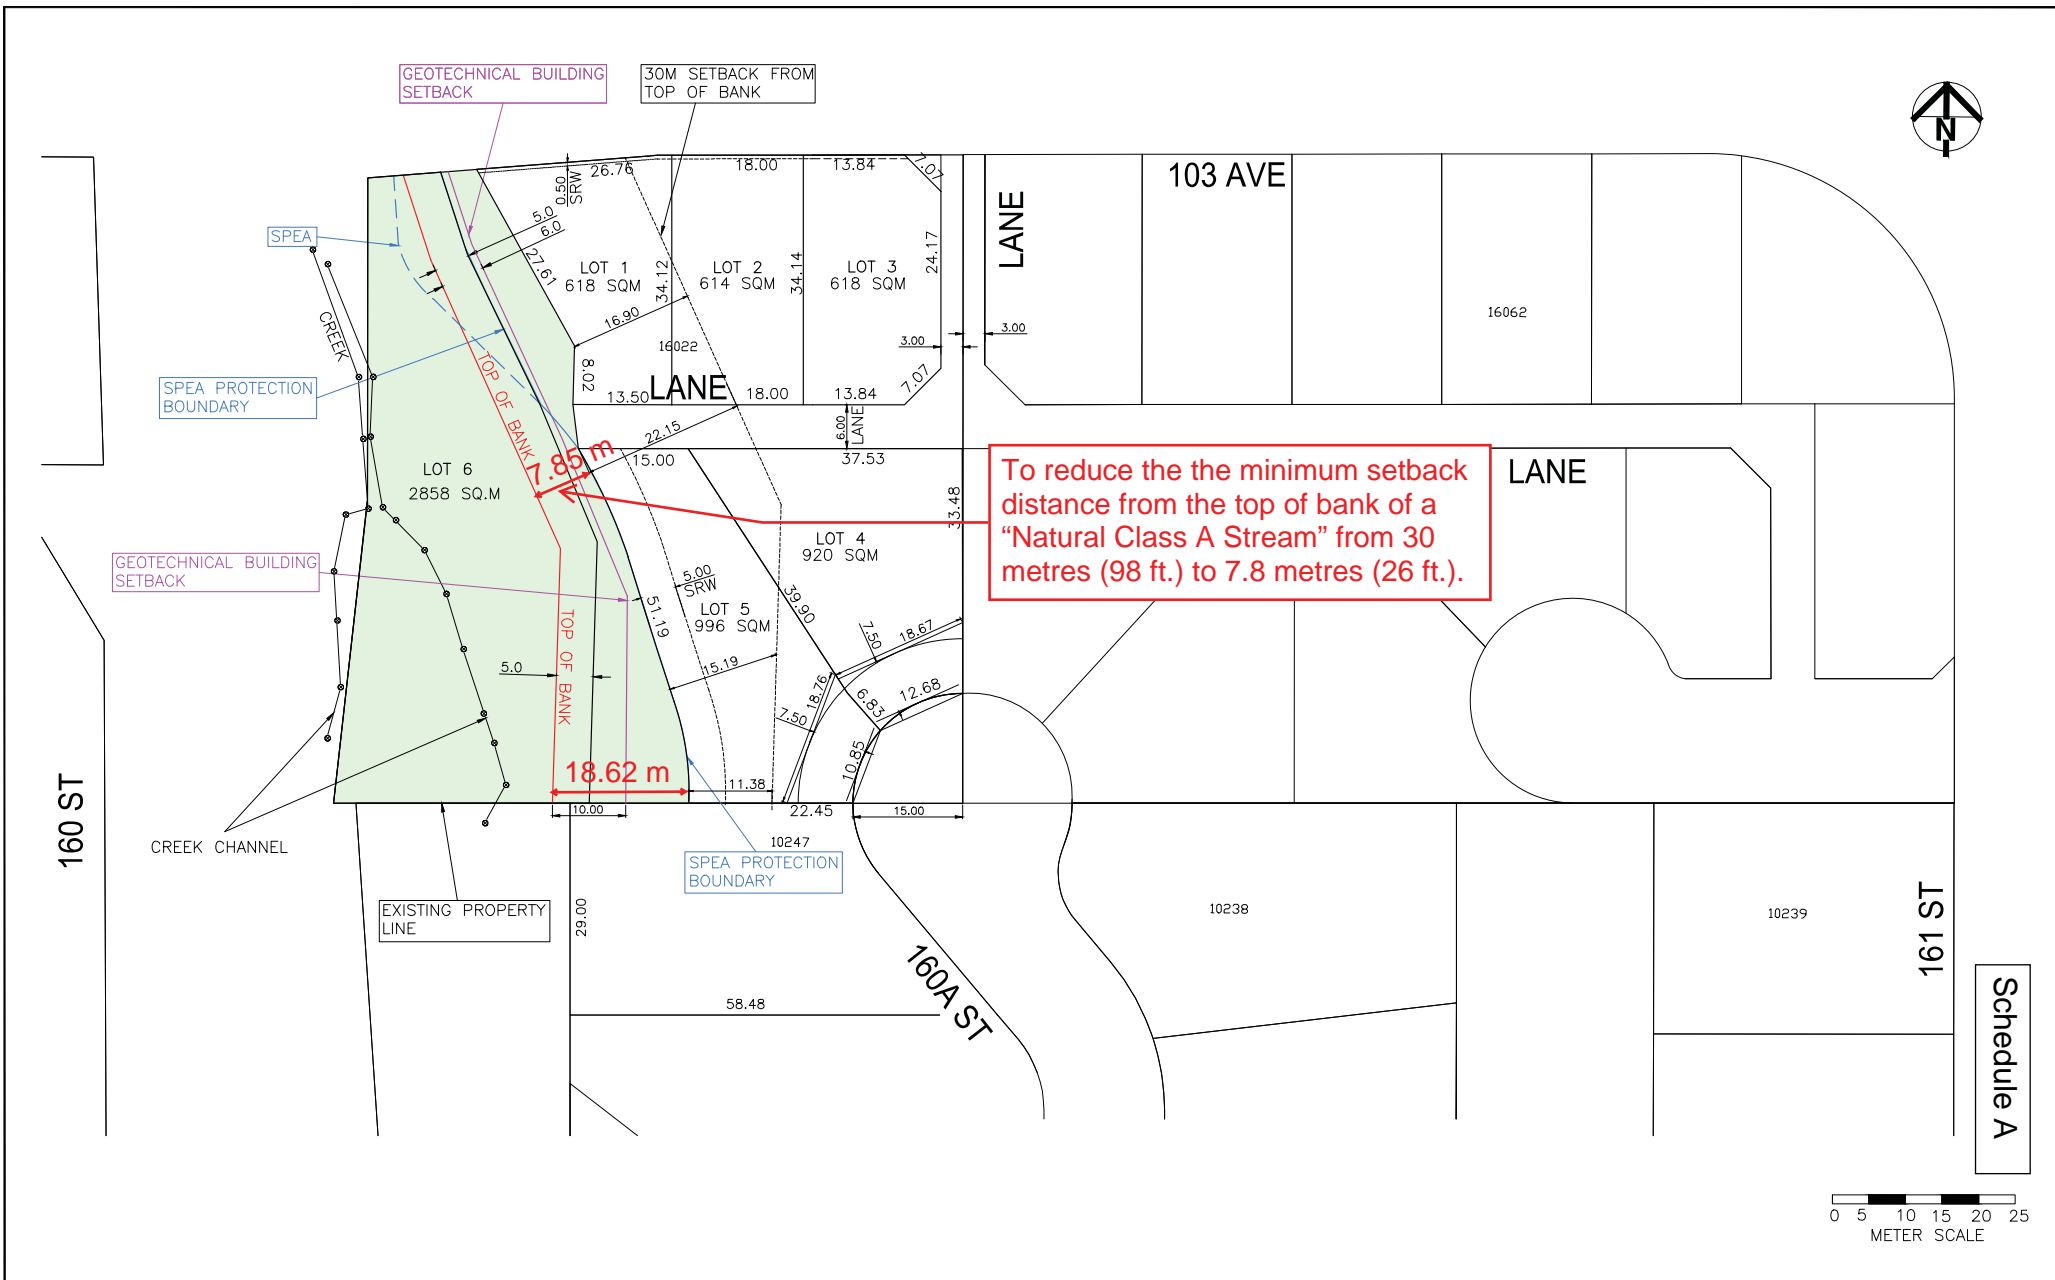 GEOTECHNICAL BUILDING
SETBACK
30M SETBACK FROM
TOP OF BANK
N
103 AVE
LANE
26.76
18.00
13.84
7.07
0.50
SRW
5.0
6.0
27.61
SPEA
24.17
LOT 1
618 SQM
34.12
LOT 2
614 SQM
34.14
LOT 3
618 SQM
16.90
16022
16062
3.00
3.00
CREEK
TOP OF BANK
8.02
SPEA PROTECTION
BOUNDARY
13.50
LANE
18.00
13.84
7.07
6.00
LANE
22.15
15.00
37.53
7.85 m
LOT 6
2858 SQ.M
33.48
To reduce the the minimum setback
distance from the top of bank of a
“Natural Class A Stream” from 30
metres (98 ft.) to 7.8 metres (26 ft.).
LANE
LOT 4
920 SQM
GEOTECHNICAL BUILDING
SETBACK
5.00
SRW
LOT 5
996 SQM
51.19
39.90
7.50
18.67
TOP OF BANK
5.0
15.19
18.76
6.83
12.68
7.50
10.85
18.62 m
11.38
10.00
22.45
15.00
160 ST
CREEK CHANNEL
10247
SPEA PROTECTION
BOUNDARY
EXISTING PROPERTY
LINE
29.00
10238
10239
161 ST
160A ST
58.48
Schedule A
0 5 10 15 20 25
METER SCALE